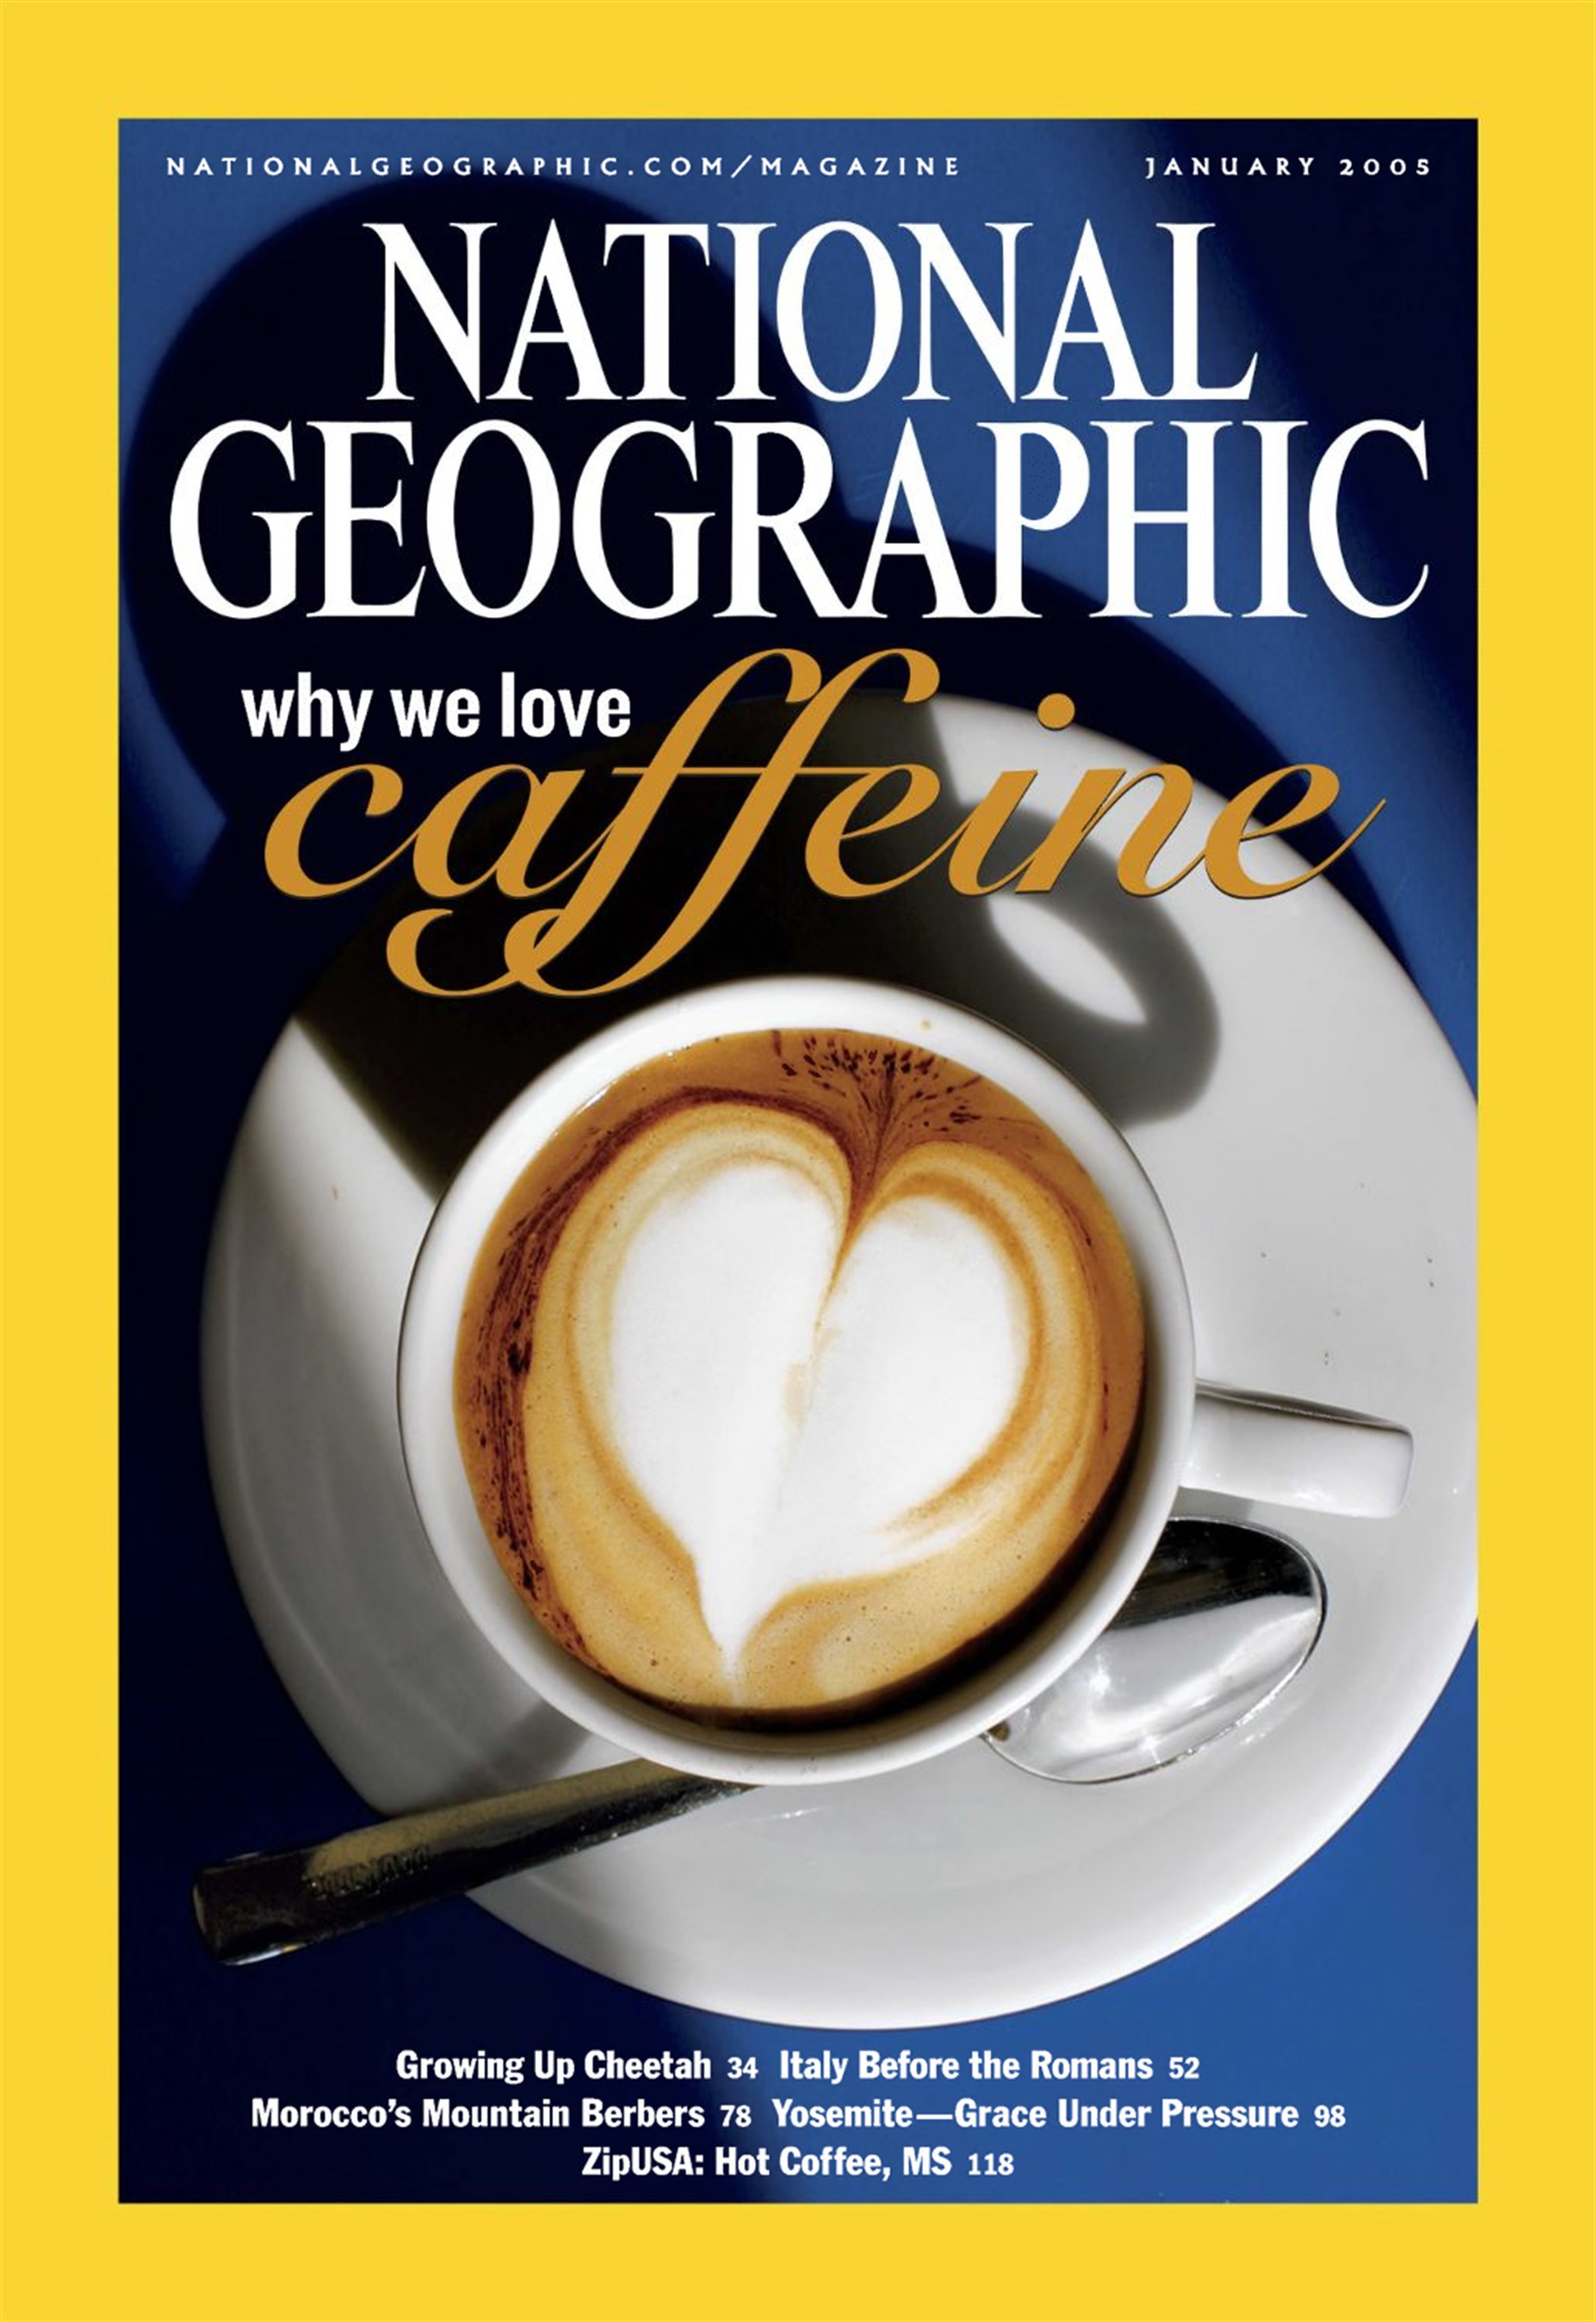 NATIONALGEOGRAPHIC.COM/MAGAZINE JANUARY 2005
NATIONAL
GEOGRAPHIC
why we love
caffeine
Growing Up Cheetah 34 Italy Before the Romans 52
Morocco's Mountain Berbers 78 Yosemite—Grace Under Pressure 98
ZipUSA: Hot Coffee, MS 118